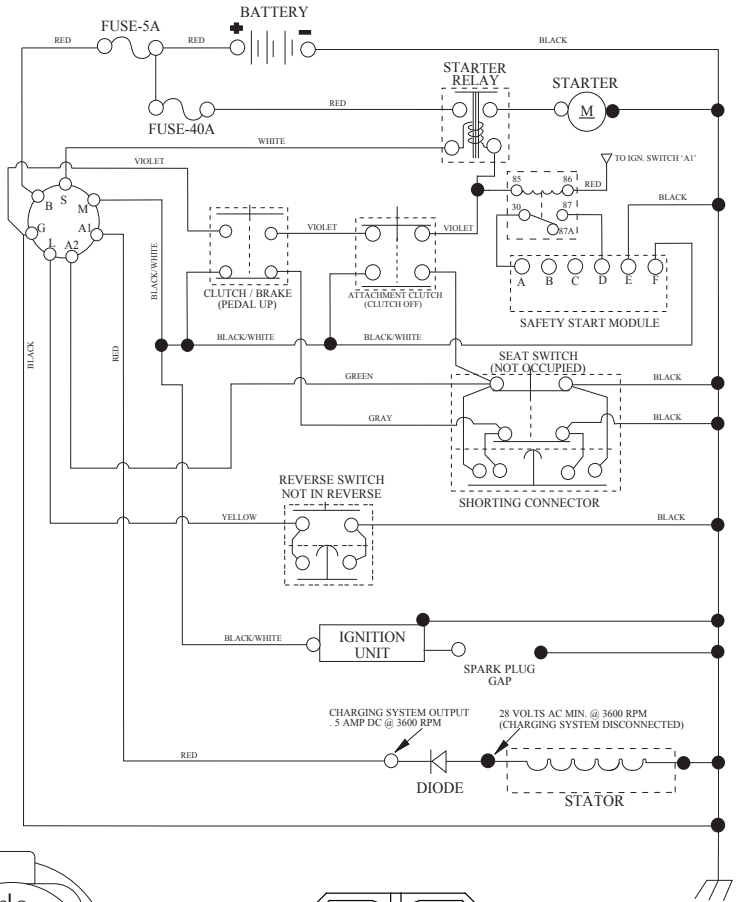 BATTERY
FUSE-5A
RED
RED
BLACK
STARTER
RELAY
STARTER
M
FUSE-40A
RED
WHITE
VIOLET
TO IGN. SWITCH 'A1'
85
86
RED
BLACK
B
S
M
G
A1
L
A2
30
87
87A
VIOLET
VIOLET
A
B
C
D
E
F
CLUTCH / BRAKE
(PEDAL UP)
ATTACHMENT CLUTCH
(CLUTCH OFF)
SAFETY START MODULE
BLACK/WHITE
BLACK/WHITE
BLACK/WHITE
BLACK
RED
SEAT SWITCH
(NOT OCCUPIED)
GREEN
BLACK
GRAY
BLACK
SHORTING CONNECTOR
REVERSE SWITCH
NOT IN REVERSE
YELLOW
BLACK
BLACK/WHITE
IGNITION
UNIT
SPARK PLUG
GAP
CHARGING SYSTEM OUTPUT
. 5 AMP DC @ 3600 RPM
28 VOLTS AC MIN. @ 3600 RPM
(CHARGING SYSTEM DISCONNECTED)
RED
DIODE
STATOR